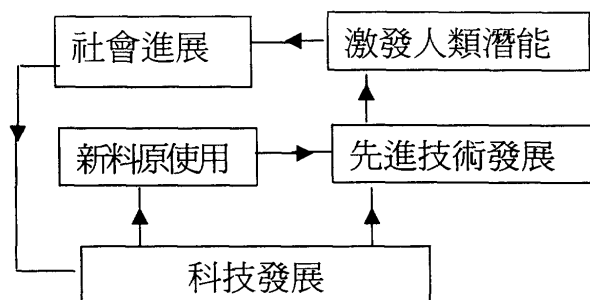 社會進展
激發人類潛能
新料原使用
先進技術發展
科技發展